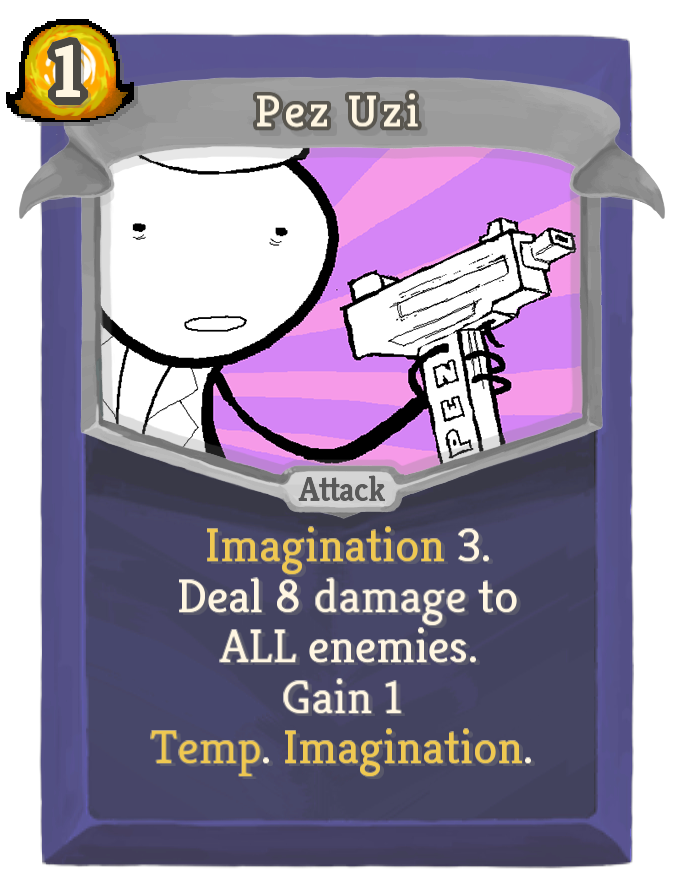 1
Pez Uzi
PEZ
Attack
Imagination 3.
Deal 8 damage to
ALL enemies.
Gain 1
Temp. Imagination.